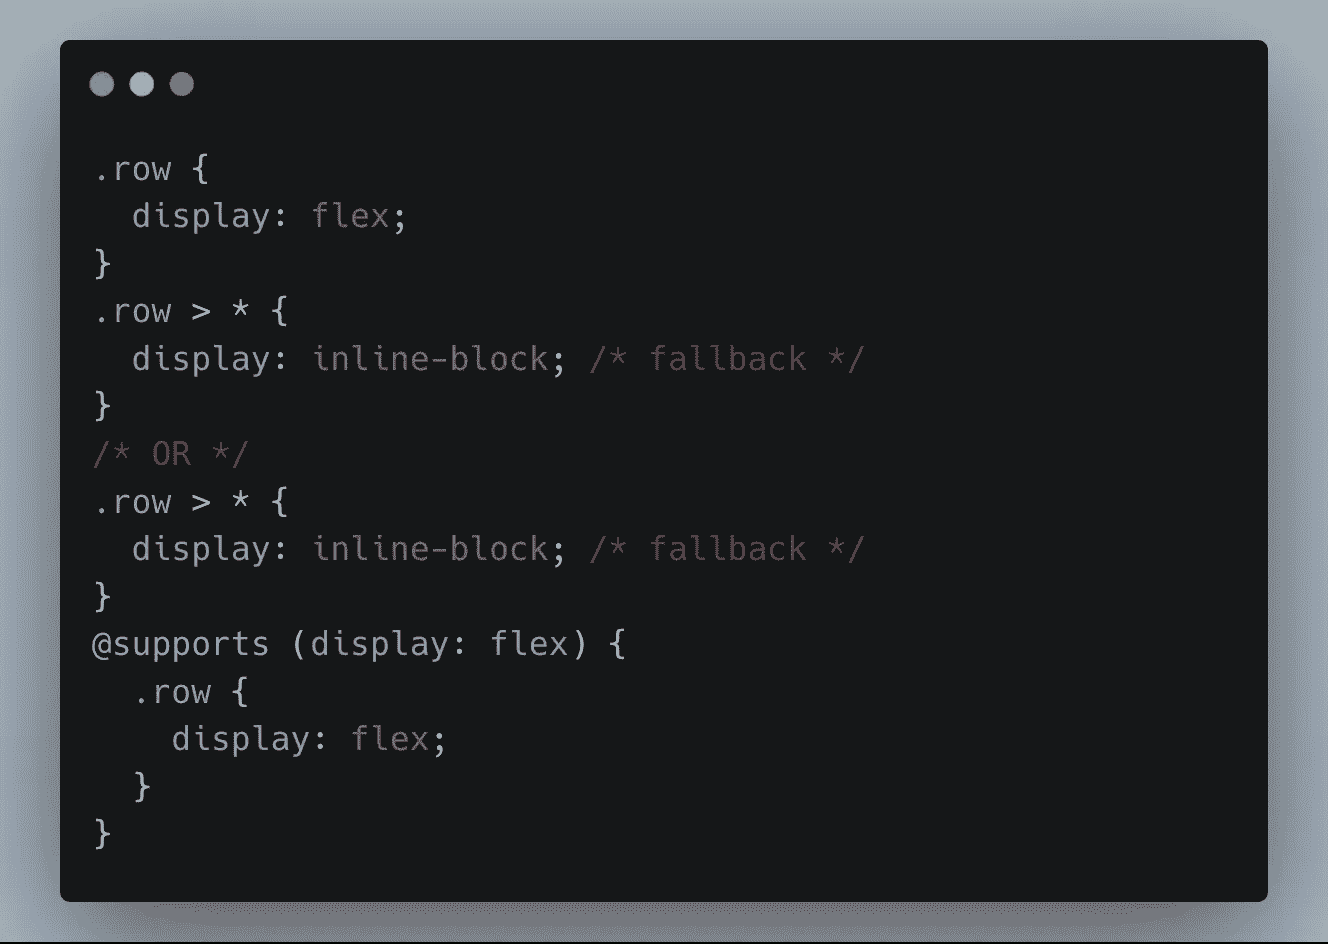 .row {
  display: flex;
}
.row > * {
  display: inline-block; /* fallback */
}
/* OR */
.row > * {
  display: inline-block; /* fallback */
}
@supports (display: flex) {
  .row {
    display: flex;
  }
}